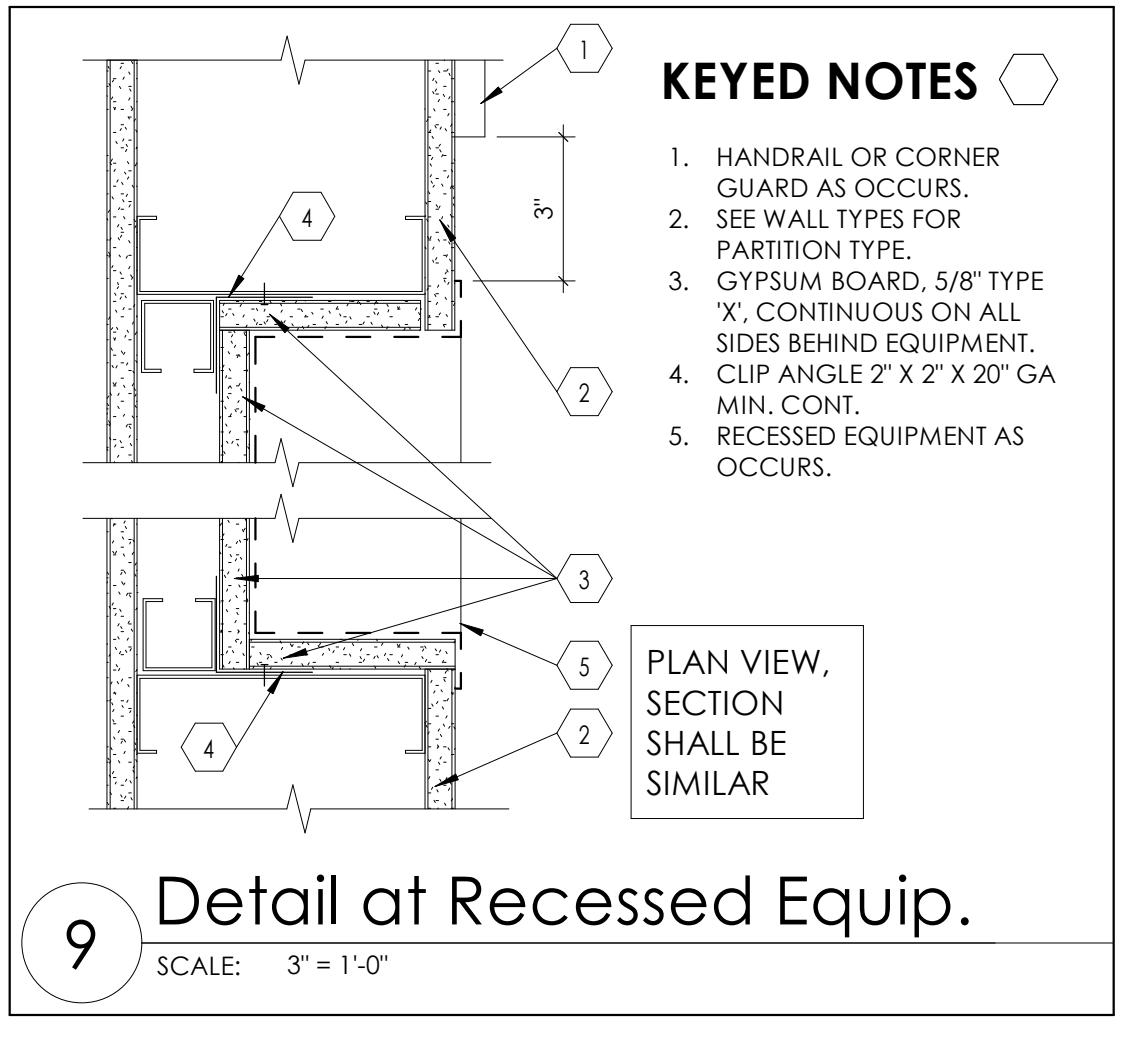 1
KEYED NOTES
1. HANDRAIL OR CORNER
GUARD AS OCCURS.
2. SEE WALL TYPES FOR
PARTITION TYPE.
3. GYPSUM BOARD, 5/8" TYPE
'X', CONTINUOUS ON ALL
SIDES BEHIND EQUIPMENT.
4. CLIP ANGLE 2" X 2" X 20" GA
MIN. CONT.
5. RECESSED EQUIPMENT AS
OCCURS.
4
3"
2
3
5
2
4
PLAN VIEW,
SECTION
SHALL BE
SIMILAR
9
Detail at Recessed Equip.
SCALE: 3" = 1'-0"